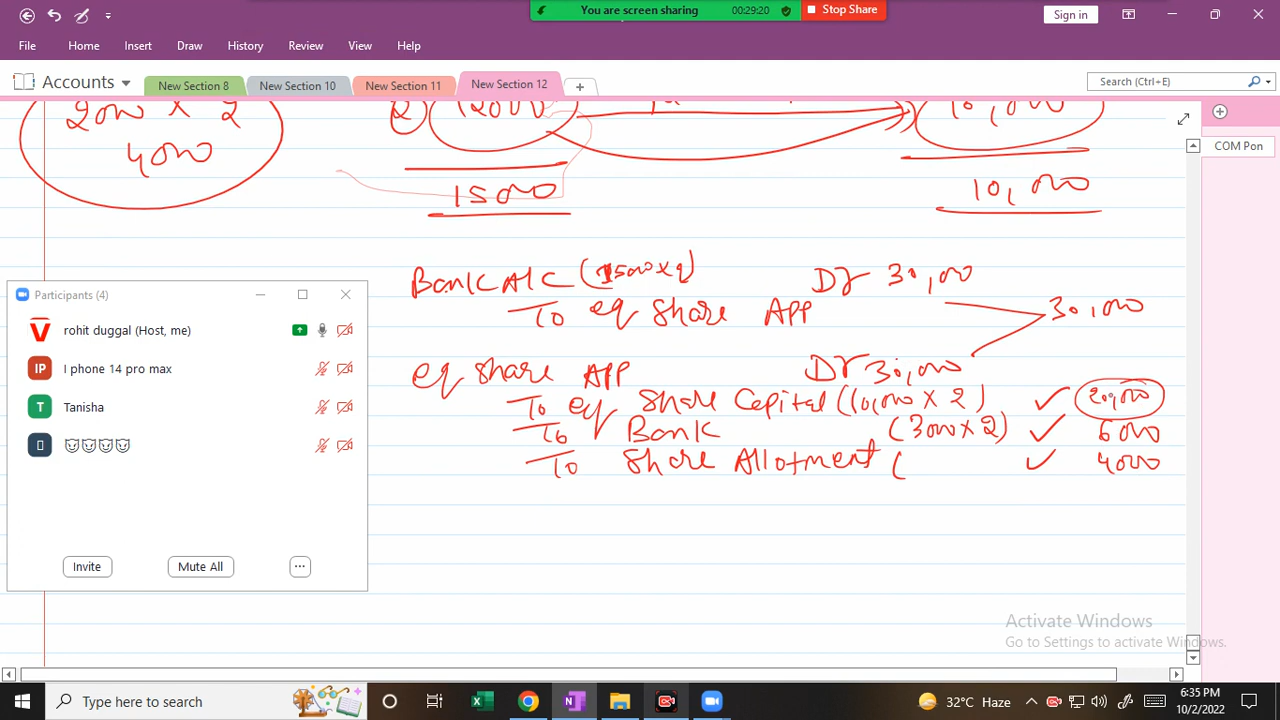 You are screen sharing
00:29:20
Stop Share
Sign in
File Home Insert Draw History Review View Help
Accounts
New Section 8
New Section 10
New Section 11
New Section 12
Search (Ctrl+E)
COM Pon
2000 x 2
4000
(12000
10,000
15000
10,000
Bank A/C (15000 x 2) Dr 30,000
To eq Share APP 30,000
eq Share APP Dr 30,000
To eq Share Capital (10,000 x 2) ✓ 20,000
To Bank (3000 x 2) ✓ 6000
To Share Allotment ( ✓ 4000
Participants (4)
rohit duggal (Host, me)
IP I phone 14 pro max
T Tanisha
Invite
Mute All
Activate Windows
Go to Settings to activate Windows.
Type here to search
32°C Haze
6:35 PM
10/2/2022